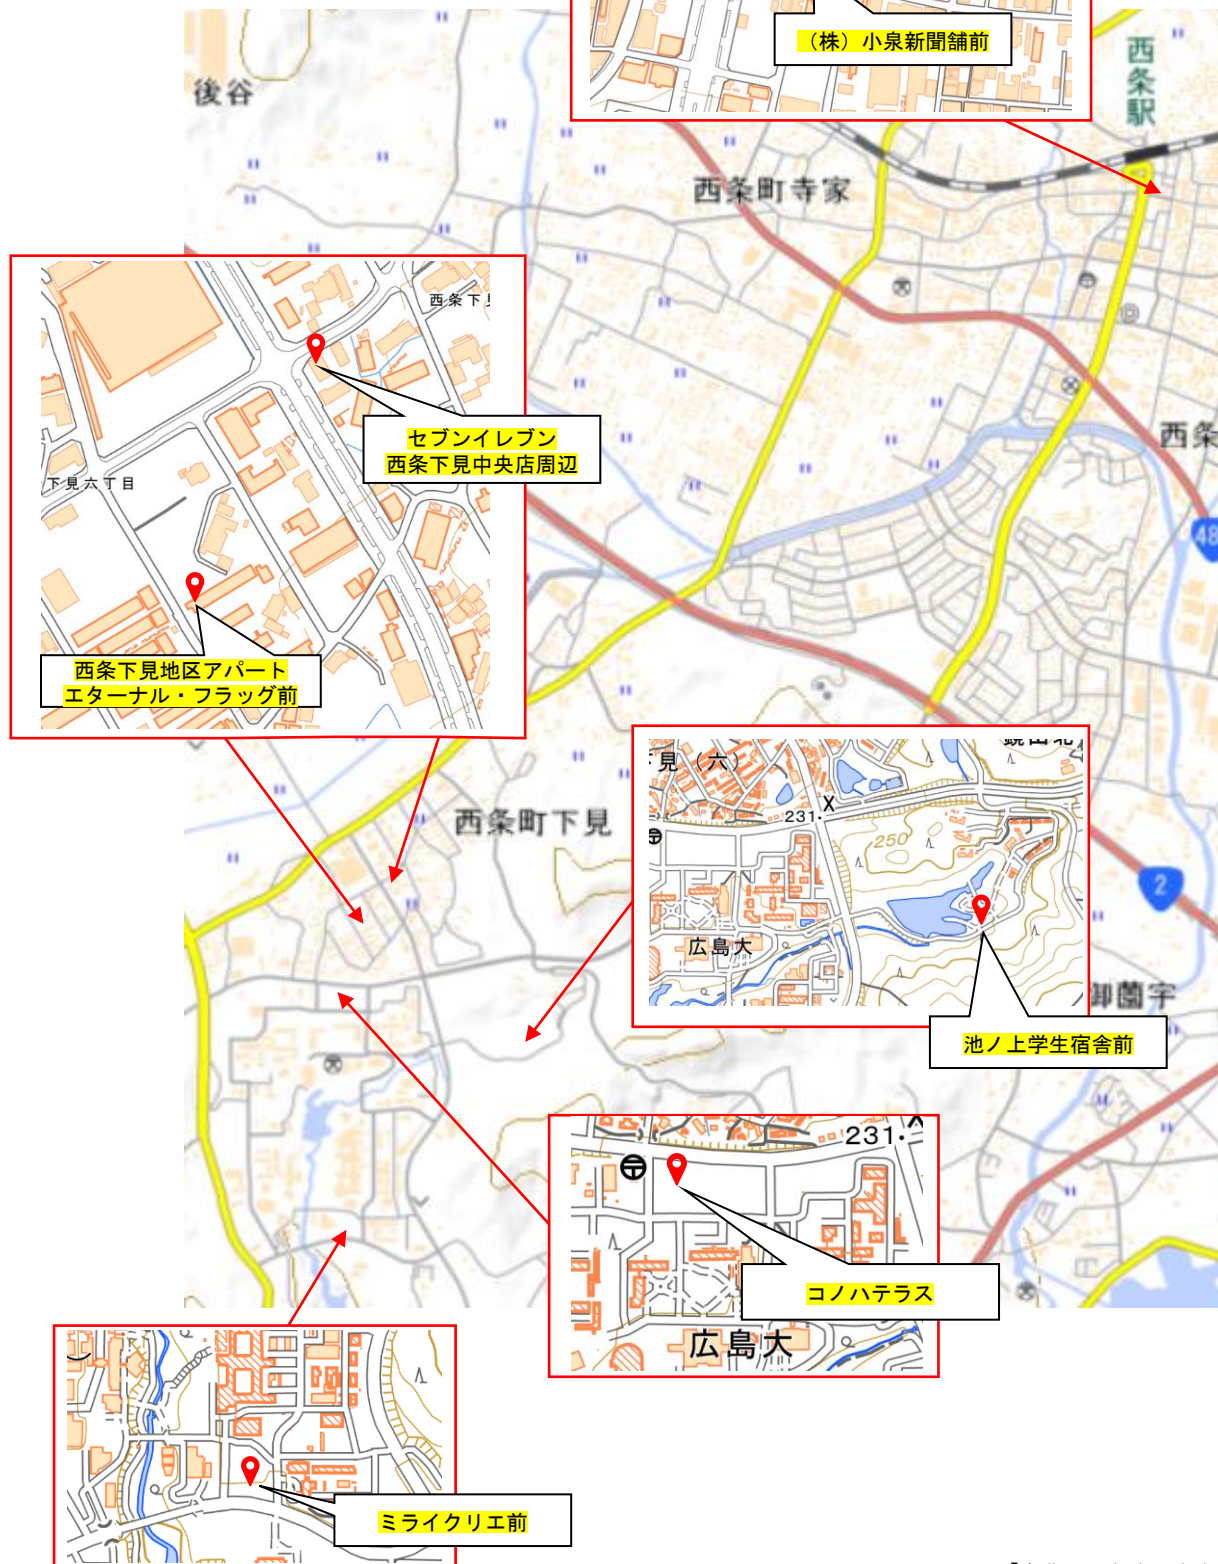 （株）小泉新聞舗前
西条駅
後谷
西条町寺家
西条下
セブンイレブン
西条下見中央店周辺
西条
下見六丁目
48
西条下見地区アパート
エターナル・フラッグ前
西条町下見
見（六）
231.
250
2
広島大
御薗宇
池ノ上学生宿舎前
231.
コノハテラス
広島大
ミライクリエ前